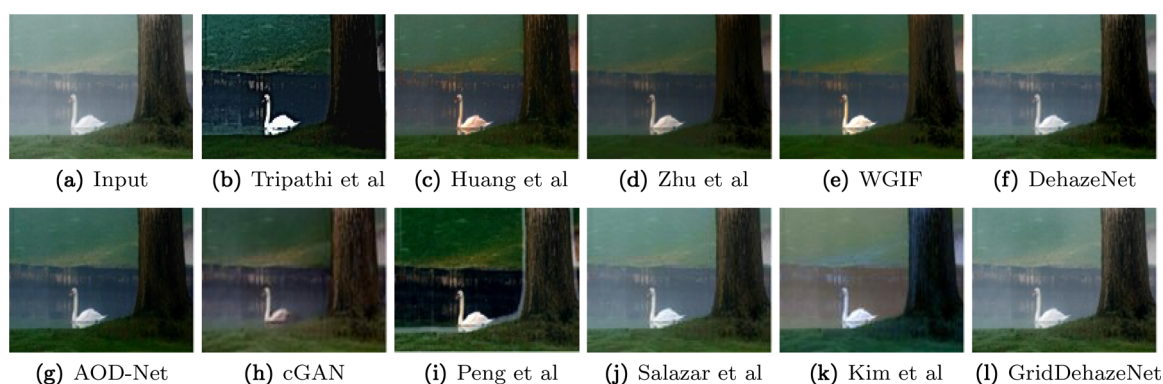 (a) Input (b) Tripathi et al (c) Huang et al (d) Zhu et al (e) WGIF (f) DehazeNet
(g) AOD-Net (h) cGAN (i) Peng et al (j) Salazar et al (k) Kim et al (l) GridDehazeNet